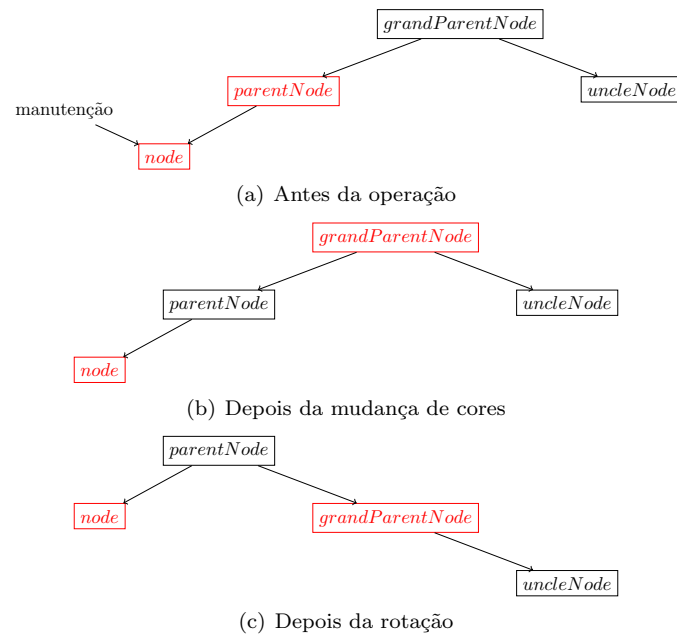 grandParentNode
parentNode
uncleNode
manutenção
node
(a) Antes da operação
grandParentNode
parentNode
uncleNode
node
(b) Depois da mudança de cores
parentNode
node
grandParentNode
uncleNode
(c) Depois da rotação